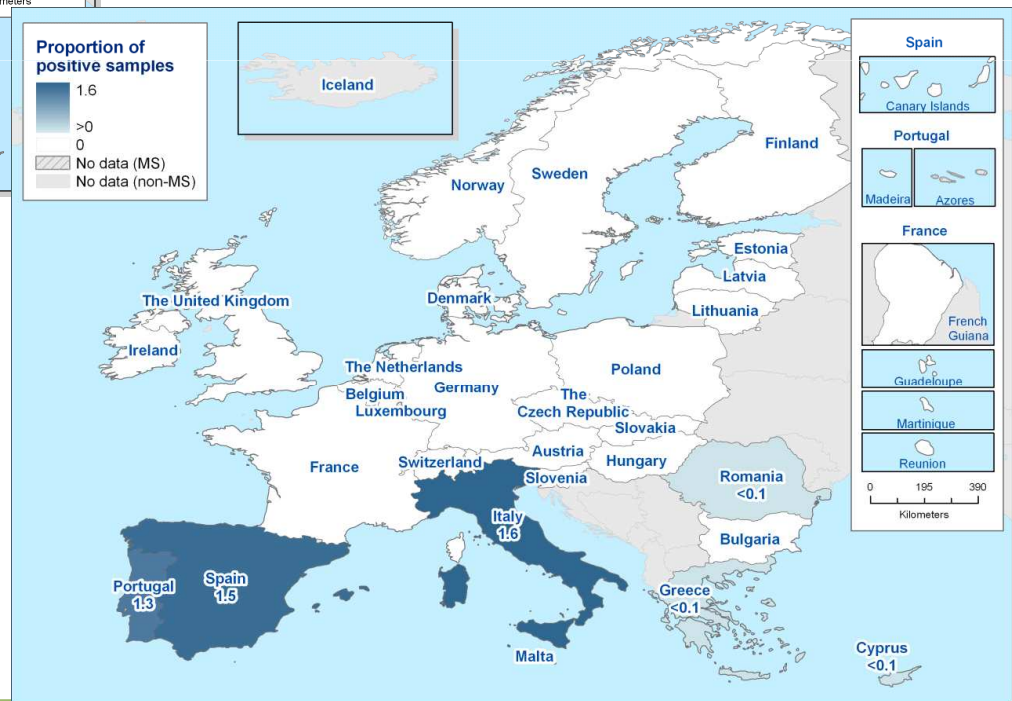 meters
Proportion of
positive samples
1.6
>0
0
No data (MS)
No data (non-MS)
Iceland
Norway
Sweden
Finland
Estonia
Latvia
Lithuania
Denmark
The United Kingdom
Ireland
The Netherlands
Belgium
Germany
Luxembourg
Poland
The
Czech Republic
Slovakia
Austria
Hungary
France
Switzerland
Slovenia
Romania
<0.1
Italy
1.6
Bulgaria
Portugal
1.3
Spain
1.5
Greece
<0.1
Malta
Cyprus
<0.1
Spain
Canary Islands
Portugal
Madeira
Azores
France
French
Guiana
Guadeloupe
Martinique
Reunion
0 195 390
Kilometers